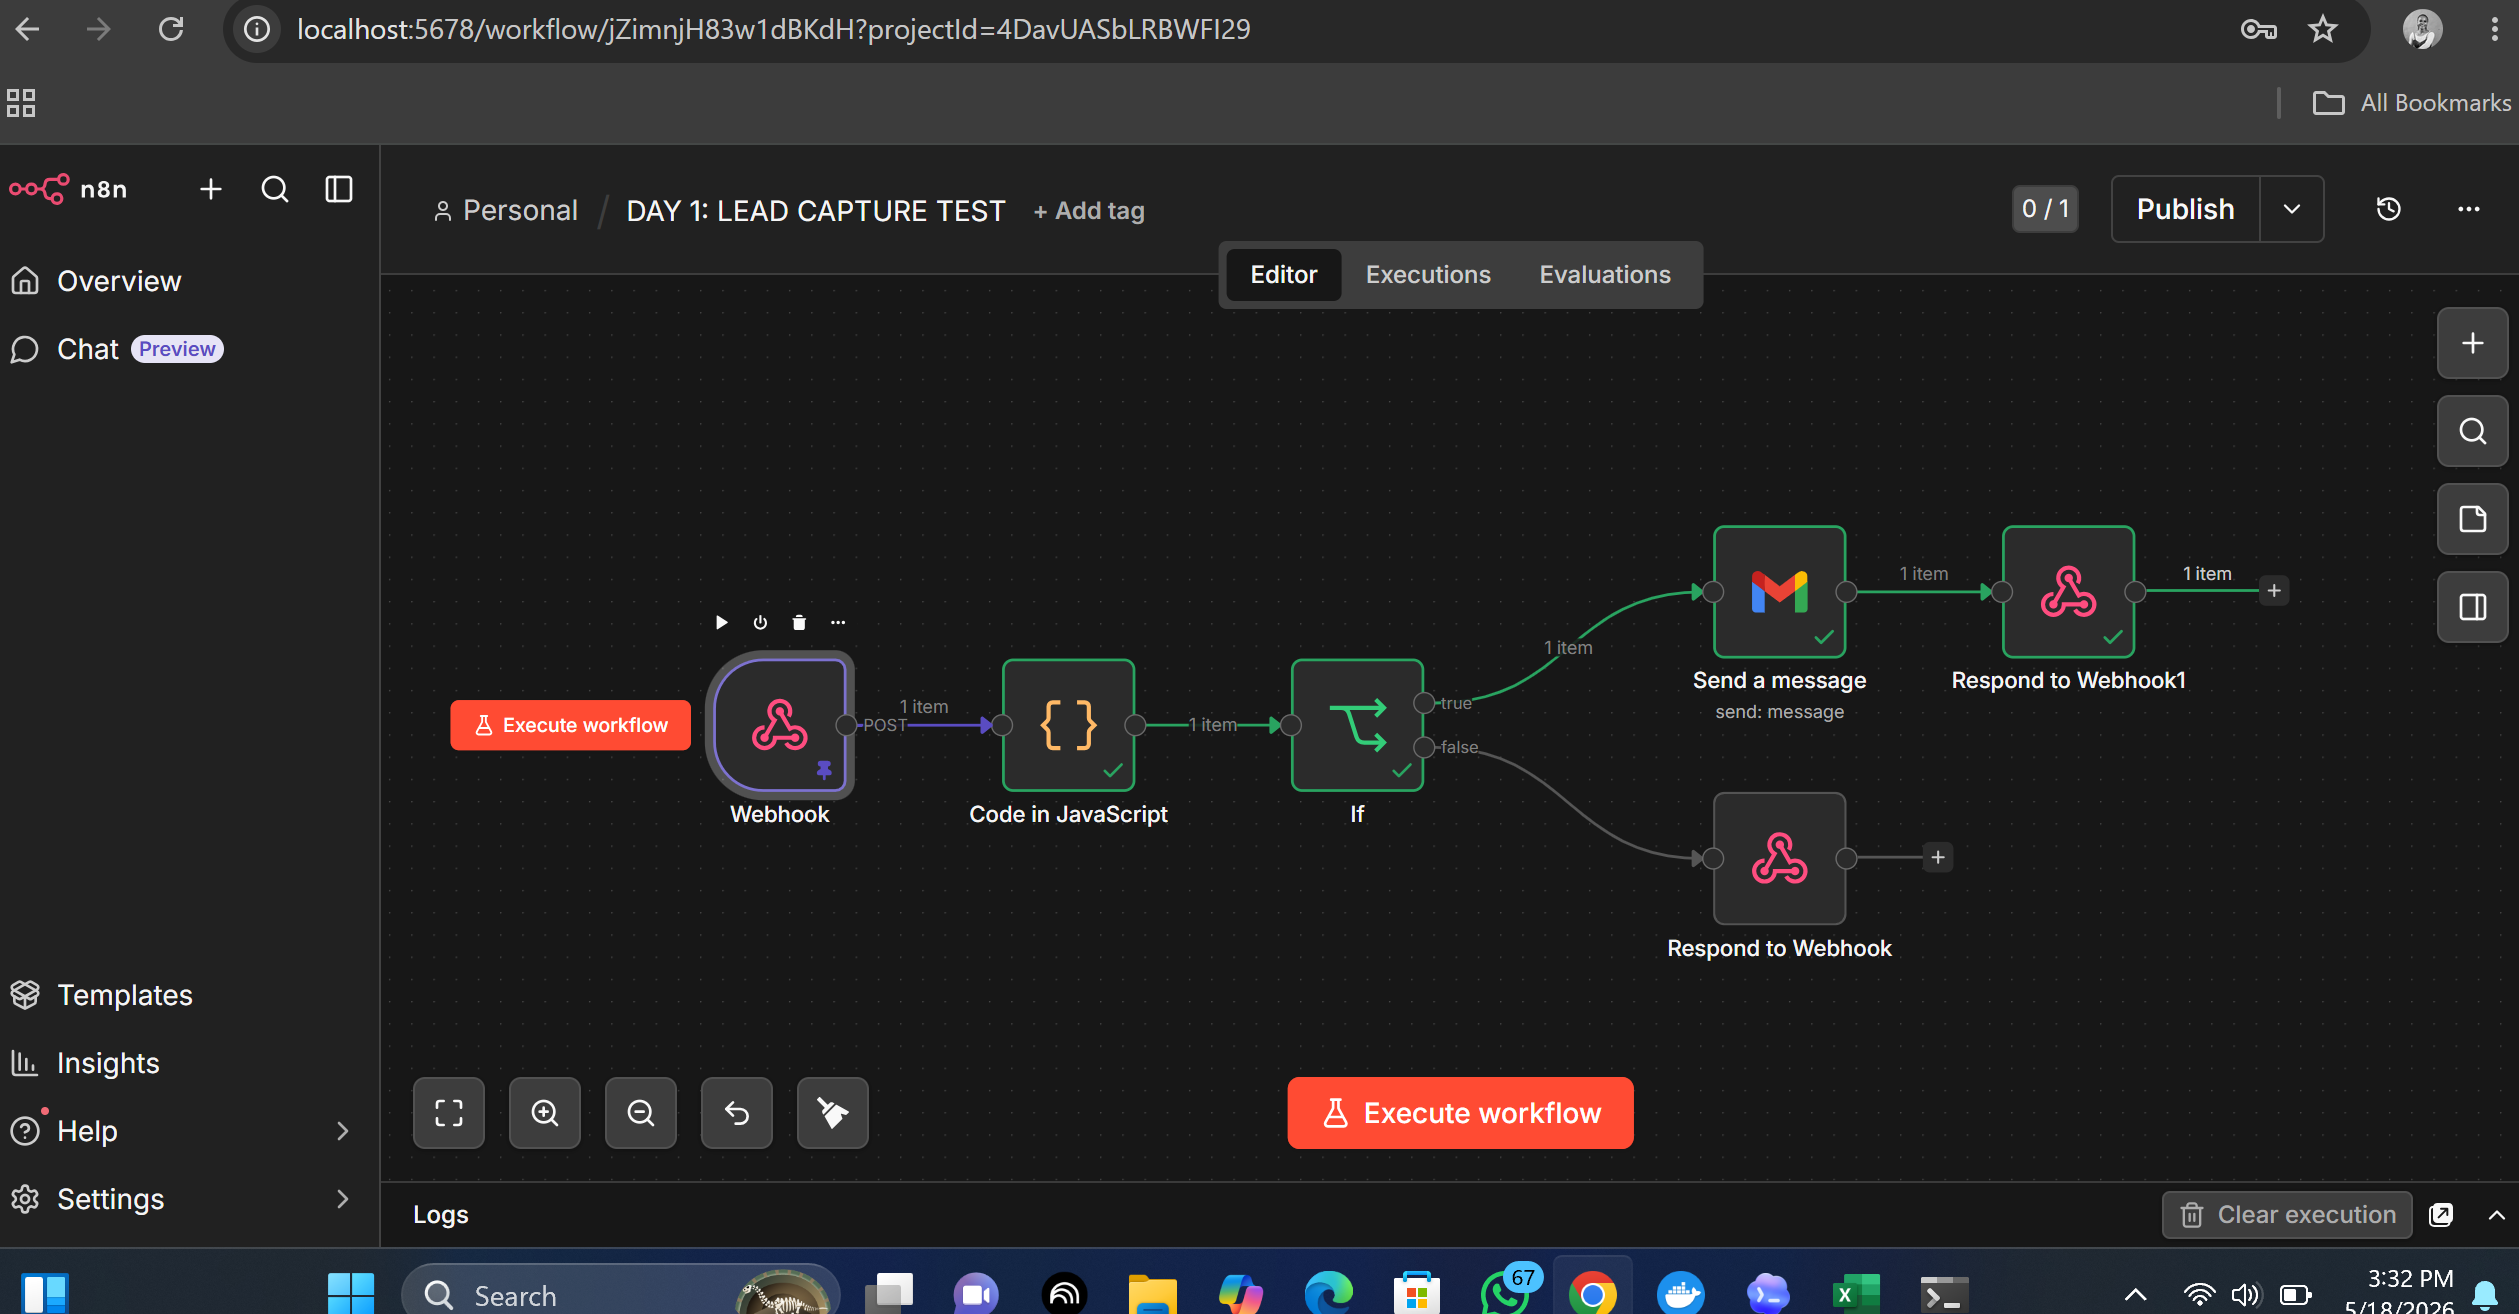 localhost:5678/workflow/jZimnjH83w1dBKdH?projectId=4DavUASbLRBWFI29
All Bookmarks
n8n
Personal / DAY 1: LEAD CAPTURE TEST + Add tag
0 / 1
Publish
Editor Executions Evaluations
Overview
Chat Preview
1 item
1 item
1 item
Send a message
send: message
Respond to Webhook1
Execute workflow
1 item
POST
1 item
true
false
Webhook
Code in JavaScript
If
Respond to Webhook
Templates
Insights
Help
Settings
Execute workflow
Logs
Clear execution
Search
67
3:32 PM
5/18/2026